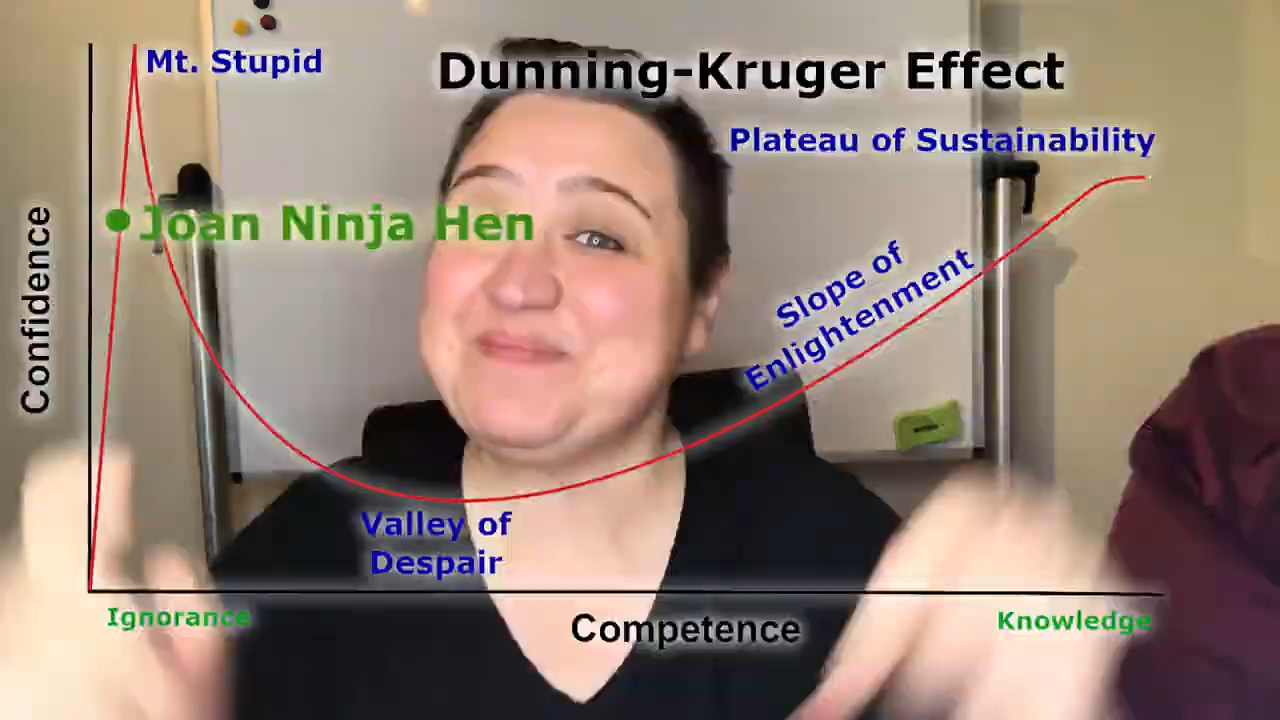 Dunning-Kruger Effect
Mt. Stupid
Plateau of Sustainability
Joan Ninja Hen
Slope of
Enlightenment
Confidence
Valley of
Despair
Ignorance
Competence
Knowledge